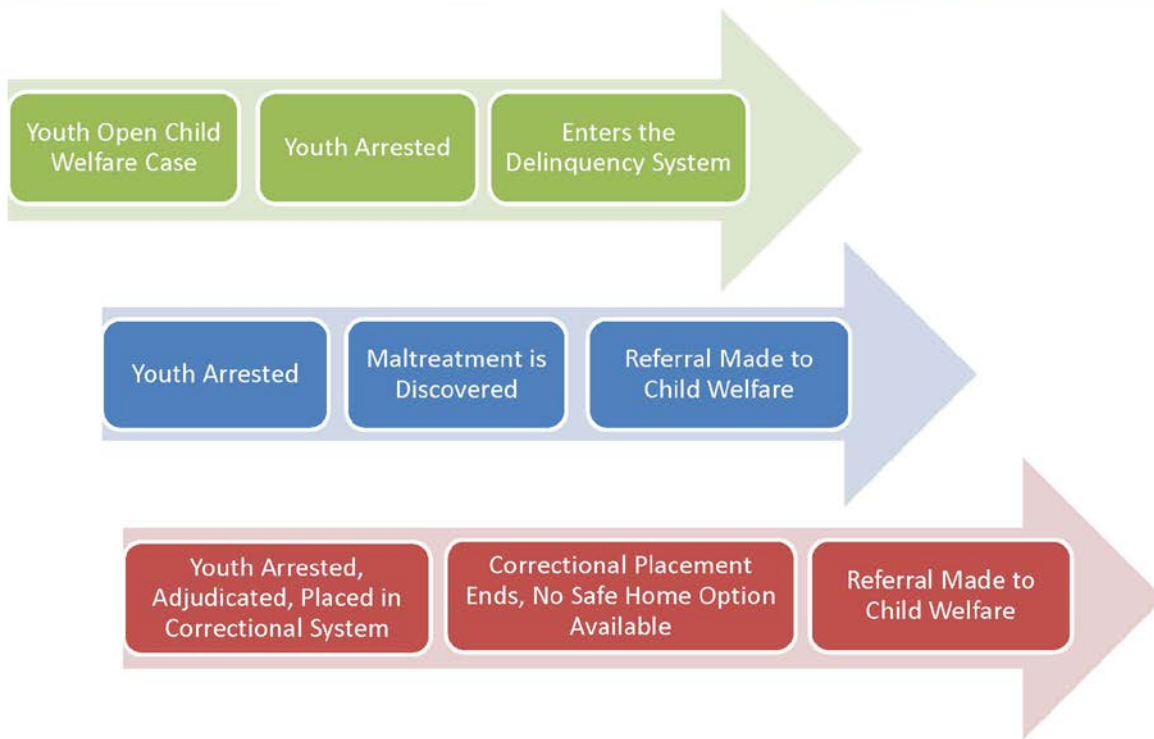 Youth Open Child
Welfare Case
Youth Arrested
Enters the
Delinquency System
Youth Arrested
Maltreatment is
Discovered
Referral Made to
Child Welfare
Youth Arrested,
Adjudicated, Placed in
Correctional System
Correctional Placement
Ends, No Safe Home Option
Available
Referral Made to
Child Welfare